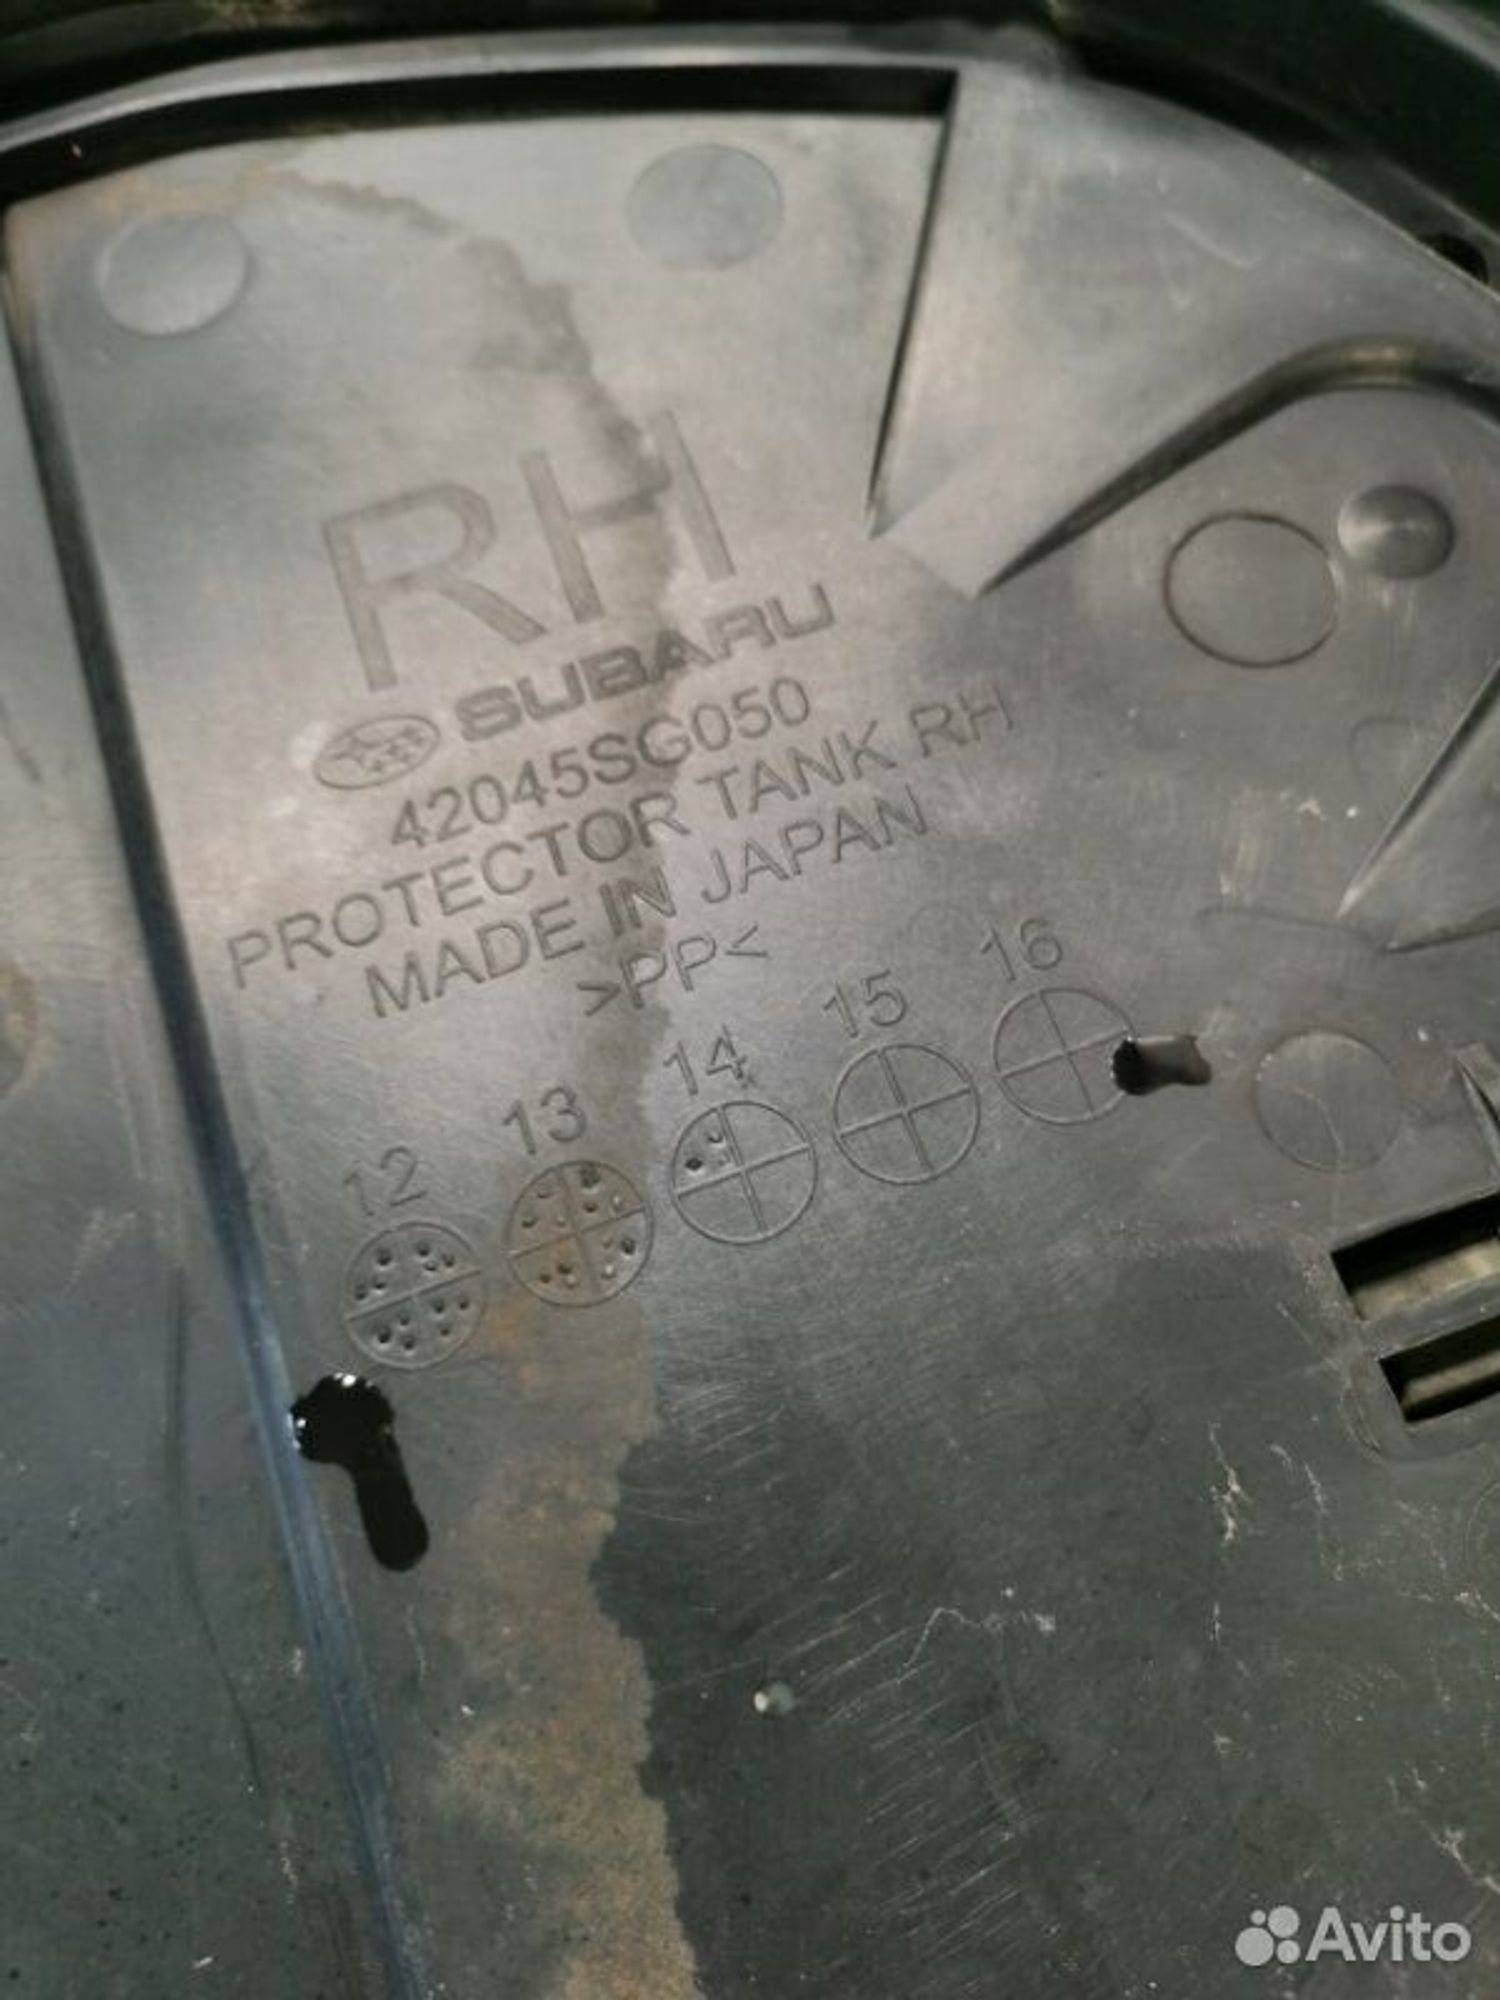 RH
SUBARU
42045SG050
PROTECTOR TANK RH
MADE IN JAPAN
>PP<
12 13 14 15 16
Avito